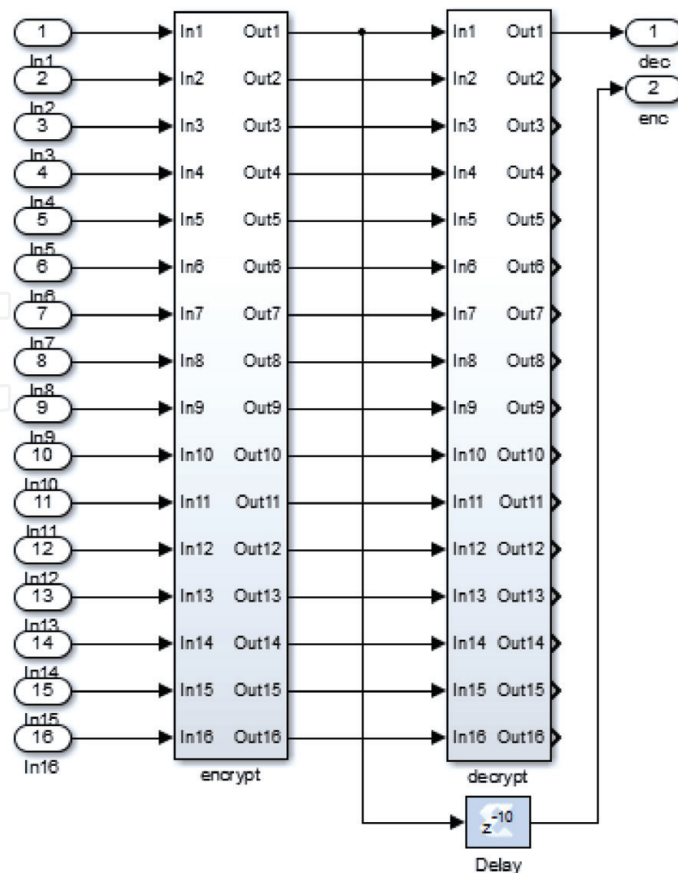 1 In1 Out1 In1 Out1 1
In1 dec
2 In2 Out2 In2 Out2 2
In2 enc
3 In3 Out3 In3 Out3
In3
4 In4 Out4 In4 Out4
In4
5 In5 Out5 In5 Out5
In5
6 In6 Out6 In6 Out6
In6
7 In7 Out7 In7 Out7
In7
8 In8 Out8 In8 Out8
In8
9 In9 Out9 In9 Out9
In9
10 In10 Out10 In10 Out10
In10
11 In11 Out11 In11 Out11
In11
12 In12 Out12 In12 Out12
In12
13 In13 Out13 In13 Out13
In13
14 In14 Out14 In14 Out14
In14
15 In15 Out15 In15 Out15
In15
16 In16 Out16 In16 Out16
In16
encrypt decrypt
z-10
Delay